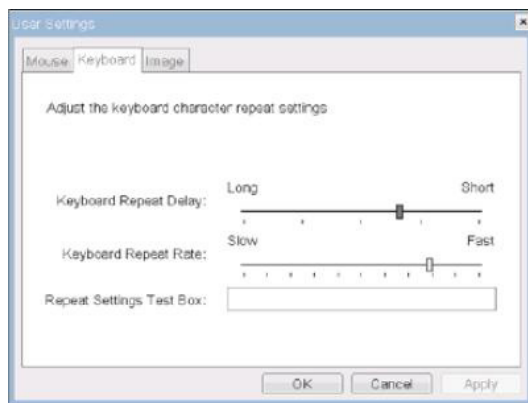 User Settings
Mouse Keyboard Image
Adjust the keyboard character repeat settings
Long Short
Keyboard Repeat Delay:
Slow Fast
Keyboard Repeat Rate:
Repeat Settings Test Box:
OK Cancel Apply